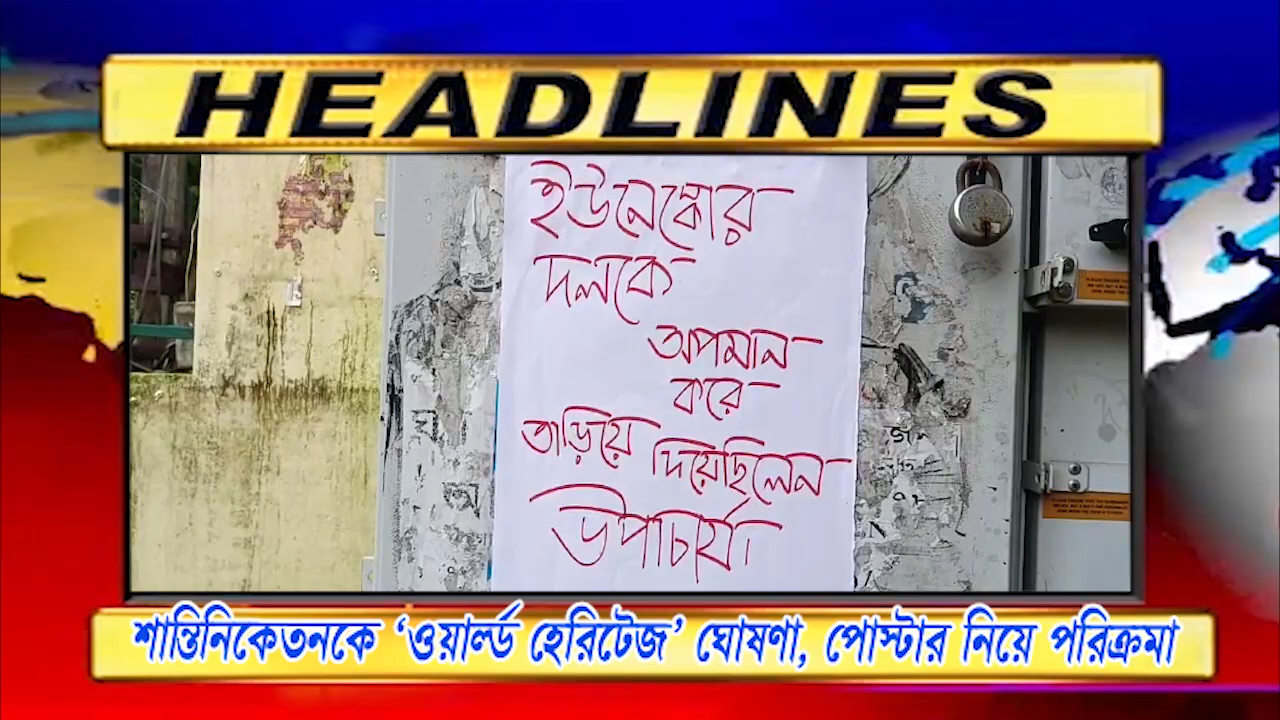 HEADLINES
ইউনেস্কোর
দলকে
অপমান
করে
তাড়িয়ে দিয়েছিলেন
উপাচার্য
শান্তিনিকেতনকে ‘ওয়ার্ল্ড হেরিটেজ’ ঘোষণা, পোস্টার নিয়ে পরিক্রমা